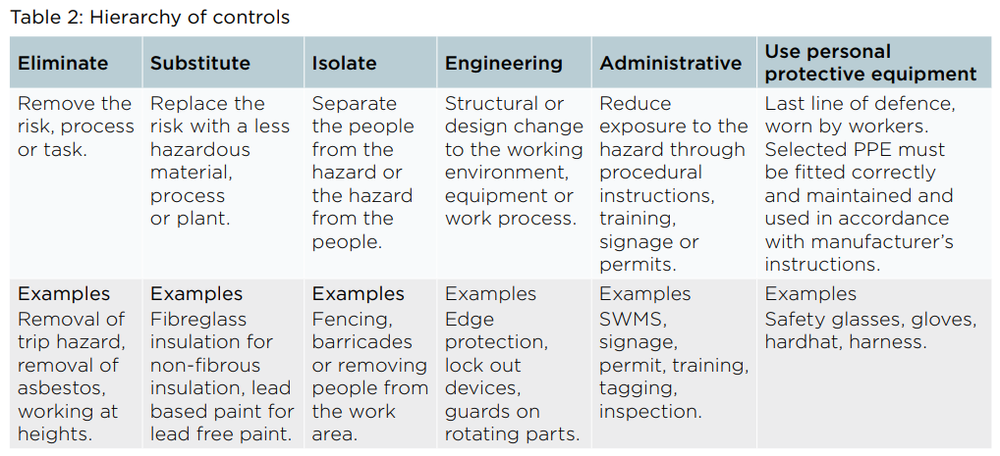 Table 2: Hierarchy of controls
Eliminate
Substitute
Isolate
Engineering
Administrative
Use personal
protective equipment
Remove the
risk, process
or task.
Replace the
risk with a less
hazardous
material,
process
or plant.
Separate
the people
from the
hazard or
the hazard
from the
people.
Structural or
design change
to the working
environment,
equipment or
work process.
Reduce
exposure to the
hazard through
procedural
instructions,
training,
signage or
permits.
Last line of defence,
worn by workers.
Selected PPE must
be fitted correctly
and maintained and
used in accordance
with manufacturer’s
instructions.
Examples
Removal of
trip hazard,
removal of
asbestos,
working at
heights.
Examples
Fibreglass
insulation for
non-fibrous
insulation, lead
based paint for
lead free paint.
Examples
Fencing,
barricades
or removing
people from
the work
area.
Examples
Edge
protection,
lock out
devices,
guards on
rotating parts.
Examples
SWMS,
signage,
permit, training,
tagging,
inspection.
Examples
Safety glasses, gloves,
hardhat, harness.